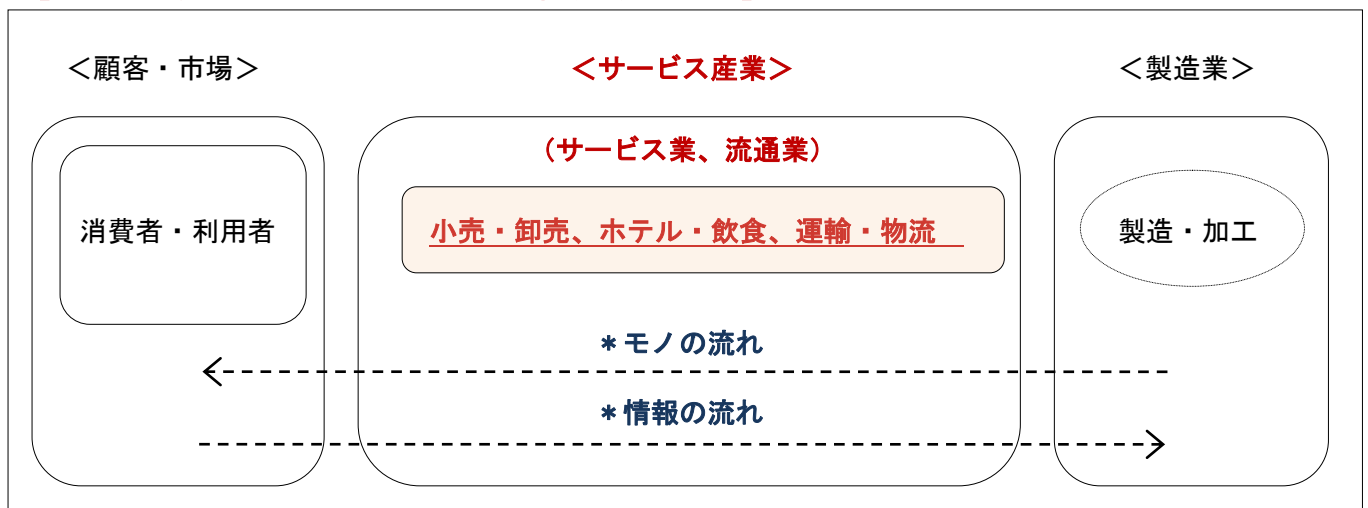 <顧客・市場>
<サービス産業>
<製造業>
(サービス業、流通業)
消費者・利用者
小売・卸売、ホテル・飲食、運輸・物流
製造・加工
*モノの流れ
*情報の流れ